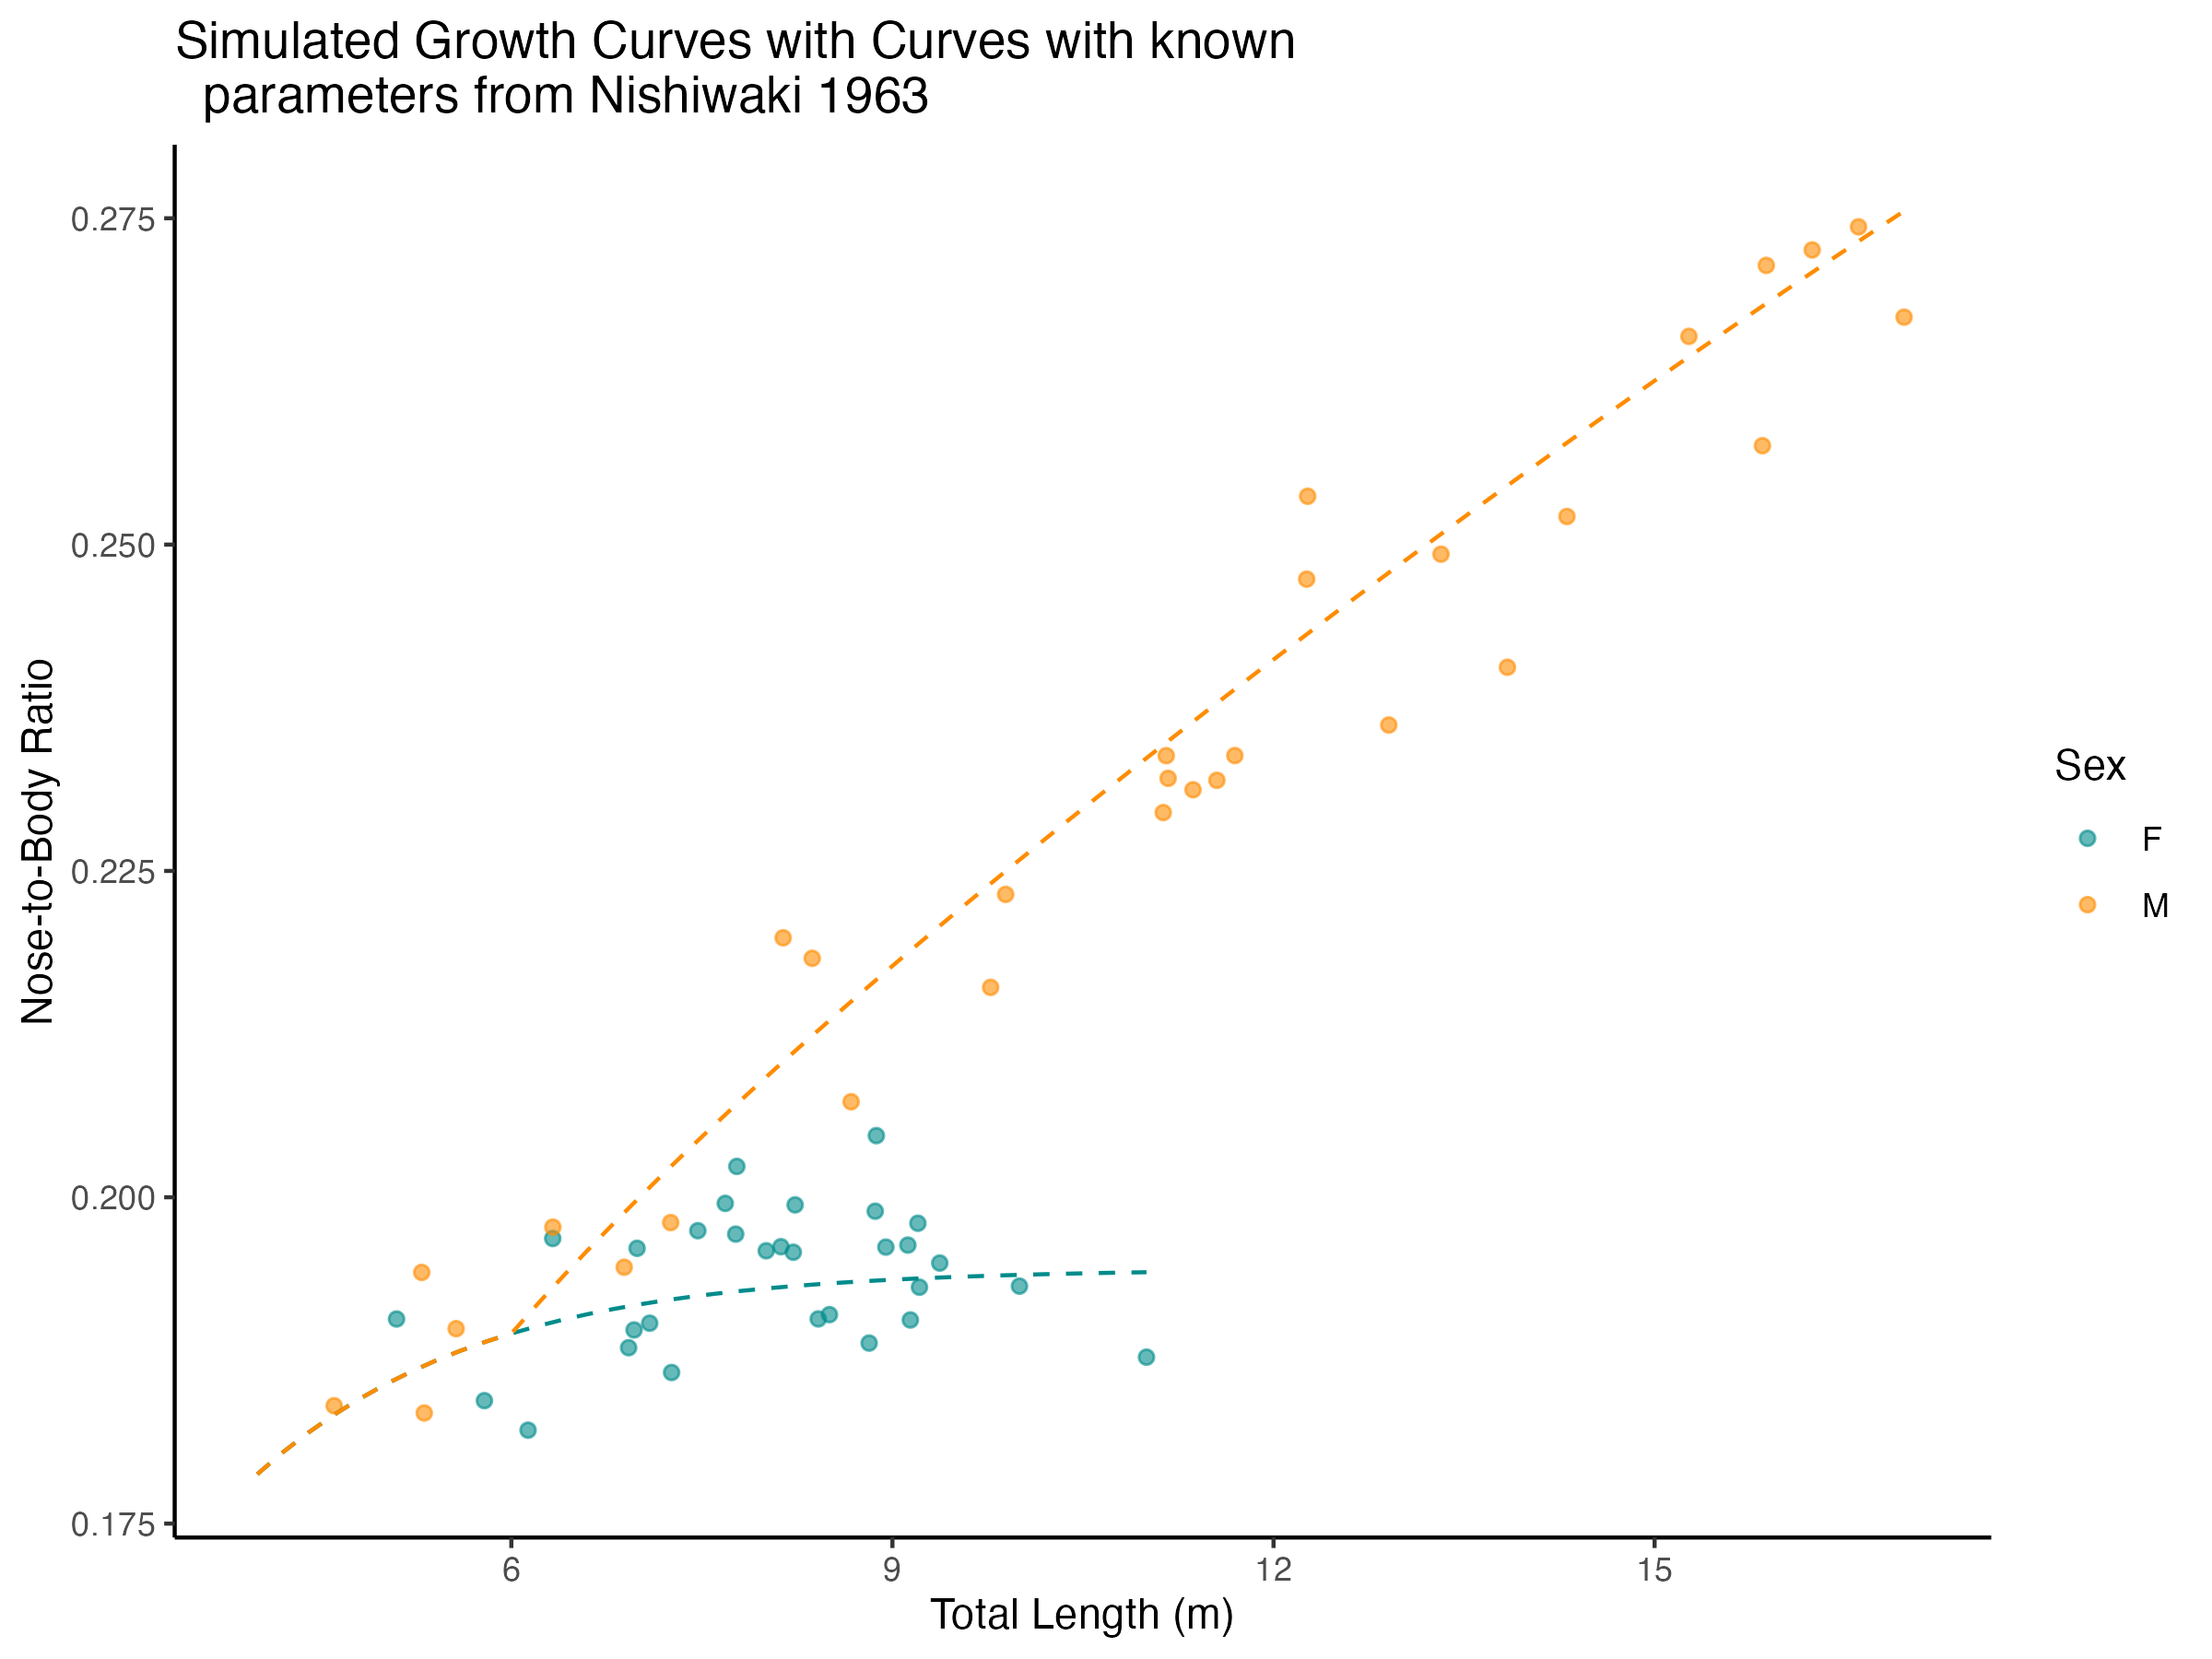 Simulated Growth Curves with Curves with known
parameters from Nishiwaki 1963
Nose-to-Body Ratio
0.275
0.250
0.225
0.200
0.175
6 9 12 15
Total Length (m)
Sex
F
M